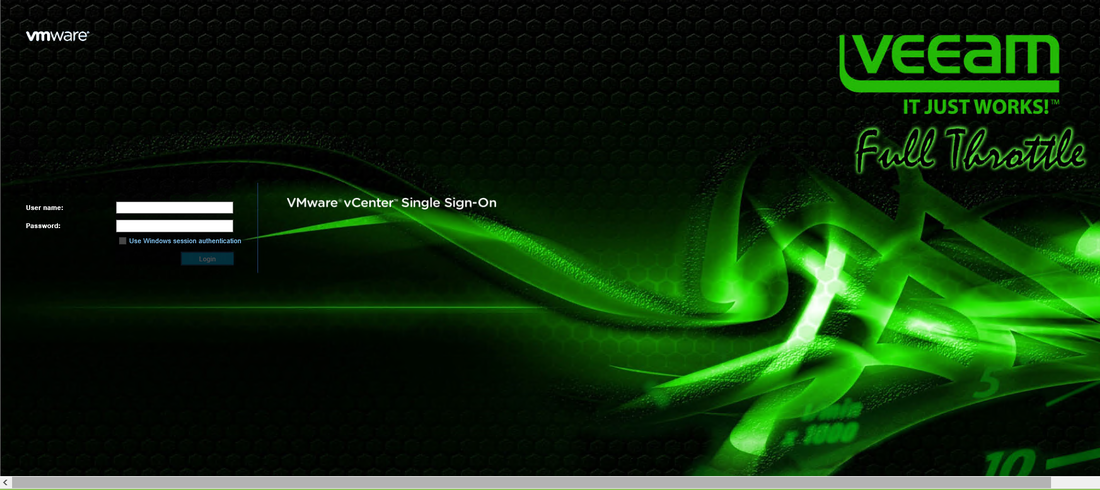 vmware®
veeam
IT JUST WORKS!™
Full Throttle
User name:
VMware® vCenter™ Single Sign-On
Password:
Use Windows session authentication
Login
5
x 1000
10